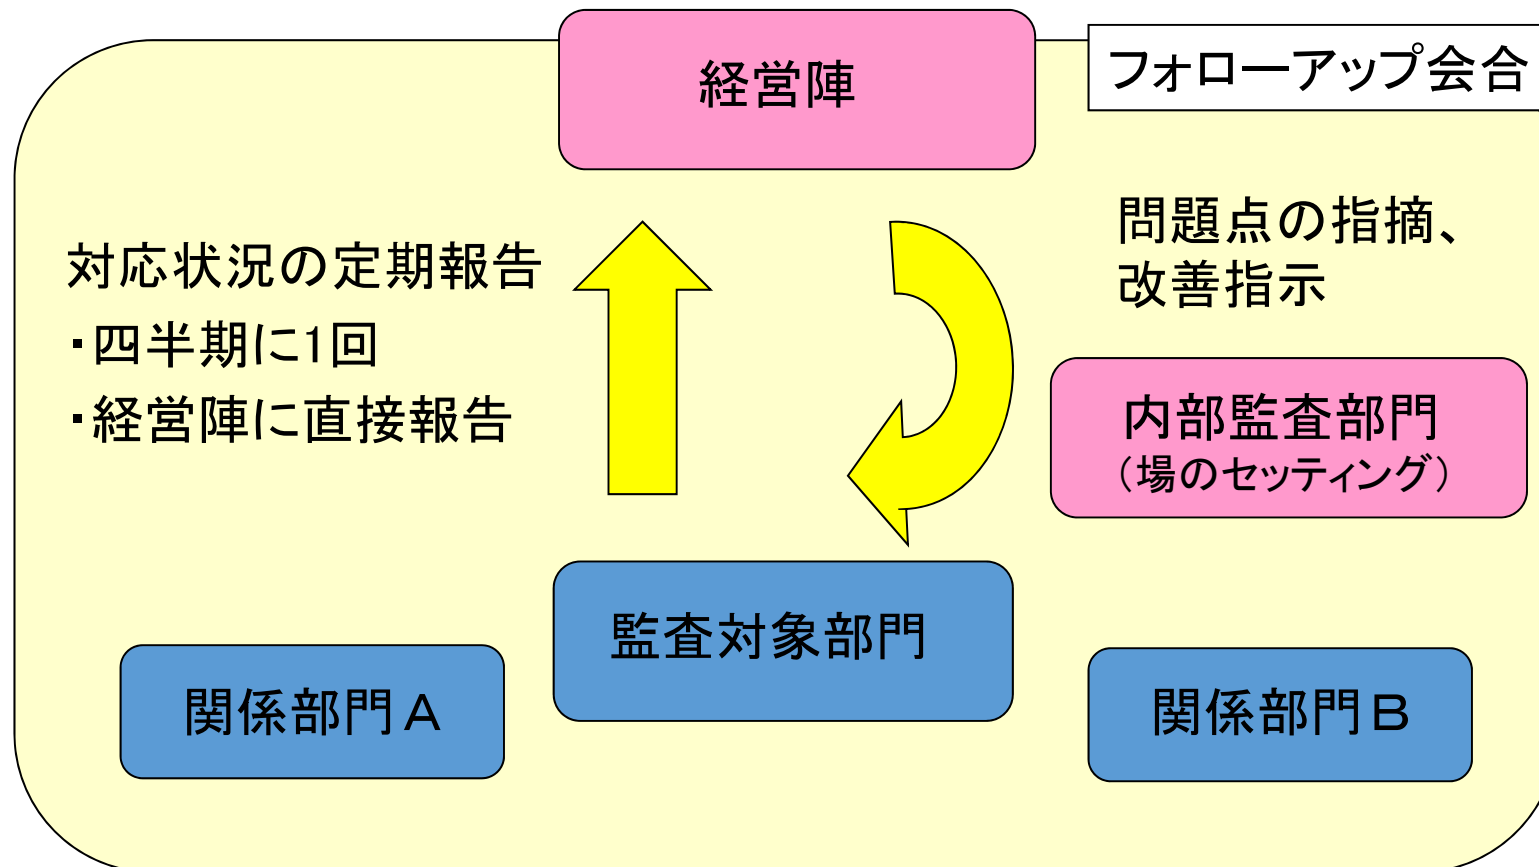 経営陣
フォローアップ会合
対応状況の定期報告
・四半期に1回
・経営陣に直接報告
問題点の指摘、
改善指示
内部監査部門
（場のセッティング）
監査対象部門
関係部門Ａ
関係部門Ｂ